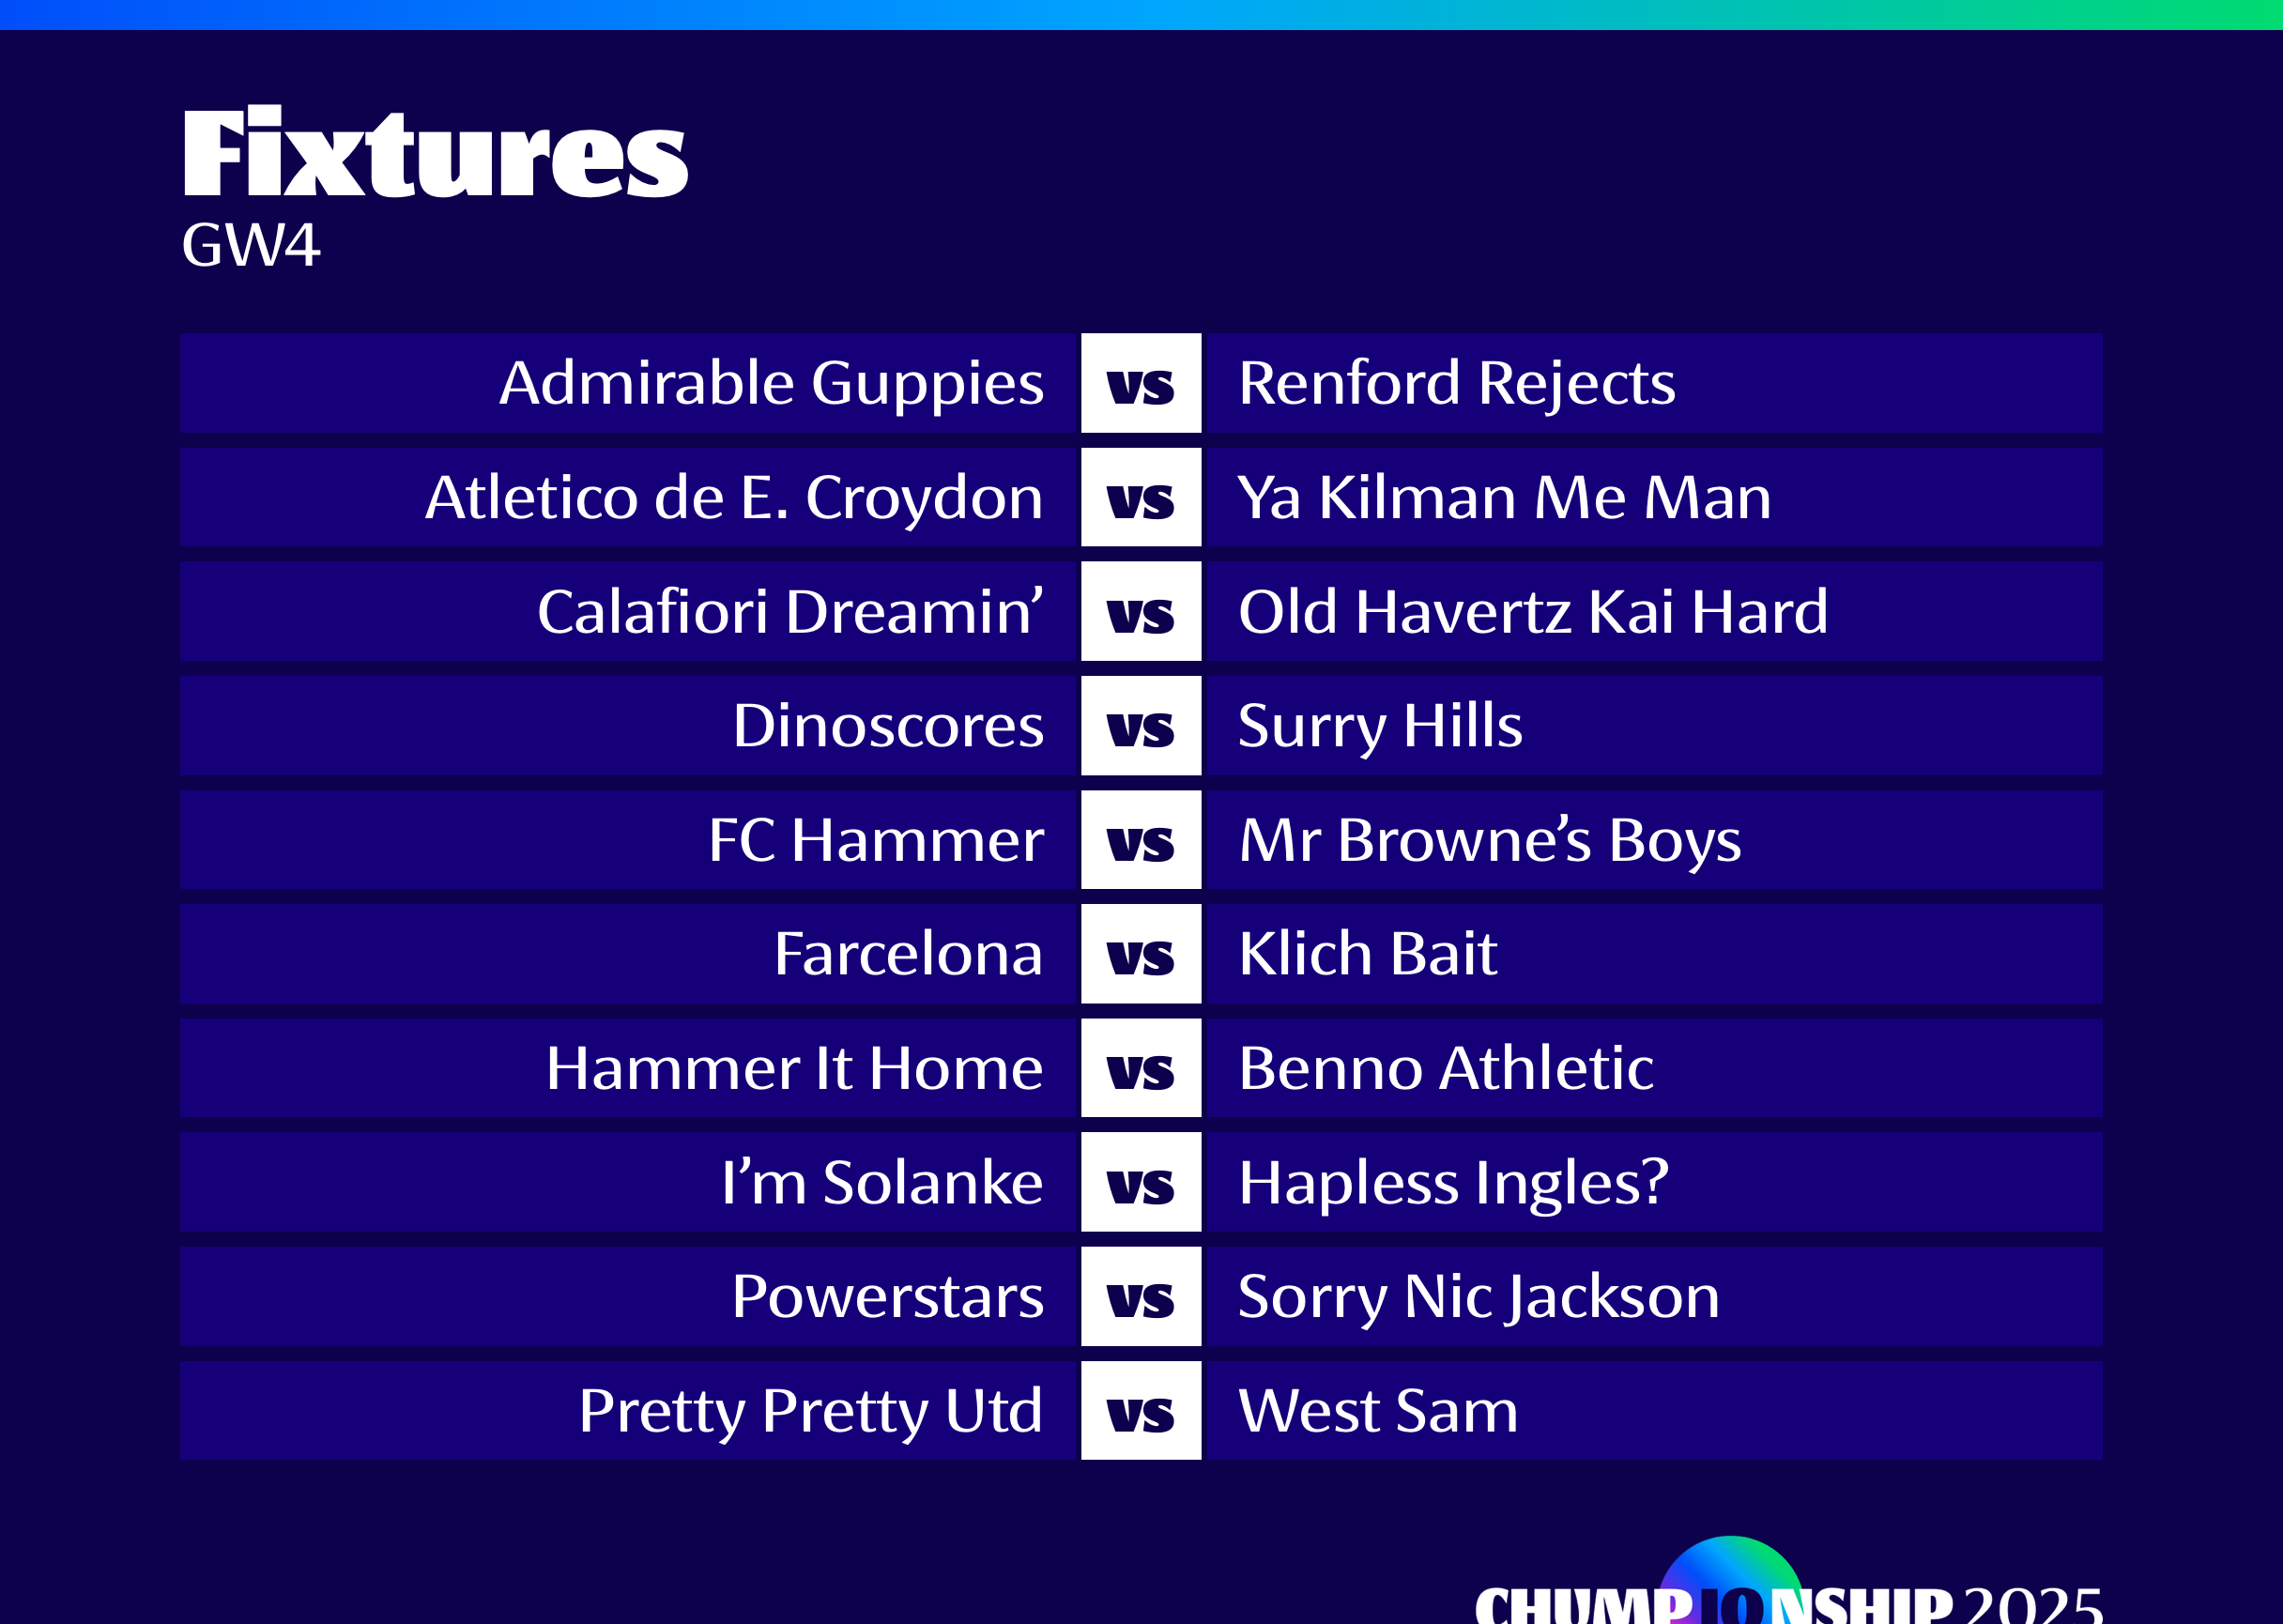 Fixtures
GW4
Admirable Guppies vs Renford Rejects
Atletico de E. Croydon vs Ya Kilman Me Man
Calafiori Dreamin’ vs Old Havertz Kai Hard
Dinoscores vs Surry Hills
FC Hammer vs Mr Browne’s Boys
Farcelona vs Klich Bait
Hammer It Home vs Benno Athletic
I’m Solanke vs Hapless Ingles?
Powerstars vs Sorry Nic Jackson
Pretty Pretty Utd vs West Sam
CHUMPIONSHIP 2025